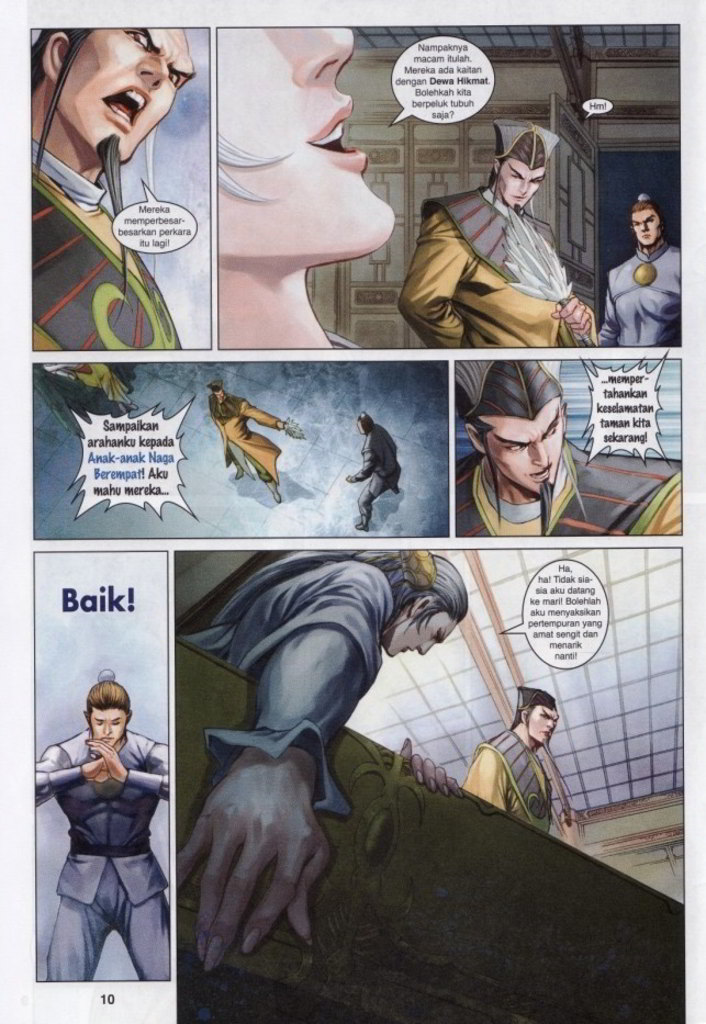 Mereka
memperbesar-
besarkan perkara
itu lagi!
Nampaknya
macam itulah.
Mereka ada kaitan
dengan Dewa Hikmat.
Bolehkah kita
berpeluk tubuh
saja?
Hm!
Sampaikan
arahanku kepada
Anak-anak Naga
Berempat! Aku
mahu mereka...
...memper-
tahankan
keselamatan
taman kita
sekarang!
Baik!
Ha,
ha! Tidak sia-
sia aku datang
ke mari! Bolehlah
aku menyaksikan
pertempuran yang
amat sengit dan
menarik
nanti!
10